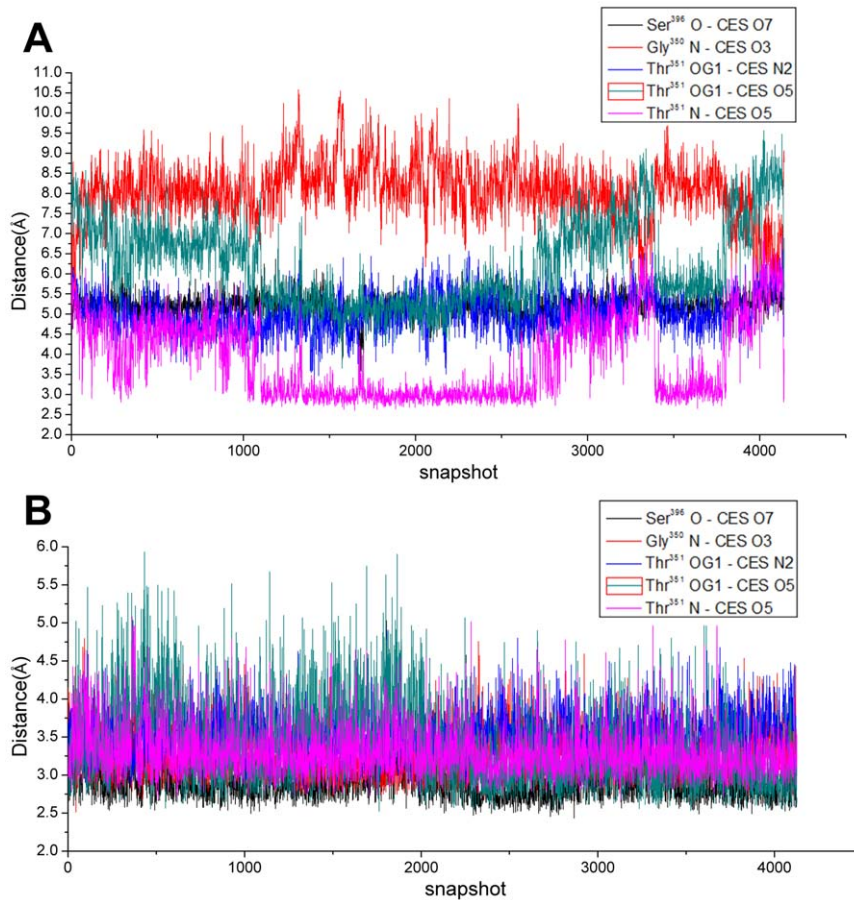 A
Ser³⁹⁶ O - CES O7
Gly³⁵⁰ N - CES O3
Thr³⁵¹ OG1 - CES N2
Thr³⁵¹ OG1 - CES O5
Thr³⁵¹ N - CES O5
11.0
10.5
10.0
9.5
9.0
8.5
8.0
7.5
7.0
6.5
6.0
5.5
5.0
4.5
4.0
3.5
3.0
2.5
2.0
Distance(Å)
0 1000 2000 3000 4000
snapshot
B
Ser³⁹⁶ O - CES O7
Gly³⁵⁰ N - CES O3
Thr³⁵¹ OG1 - CES N2
Thr³⁵¹ OG1 - CES O5
Thr³⁵¹ N - CES O5
6.0
5.5
5.0
4.5
4.0
3.5
3.0
2.5
2.0
Distance(Å)
0 1000 2000 3000 4000
snapshot